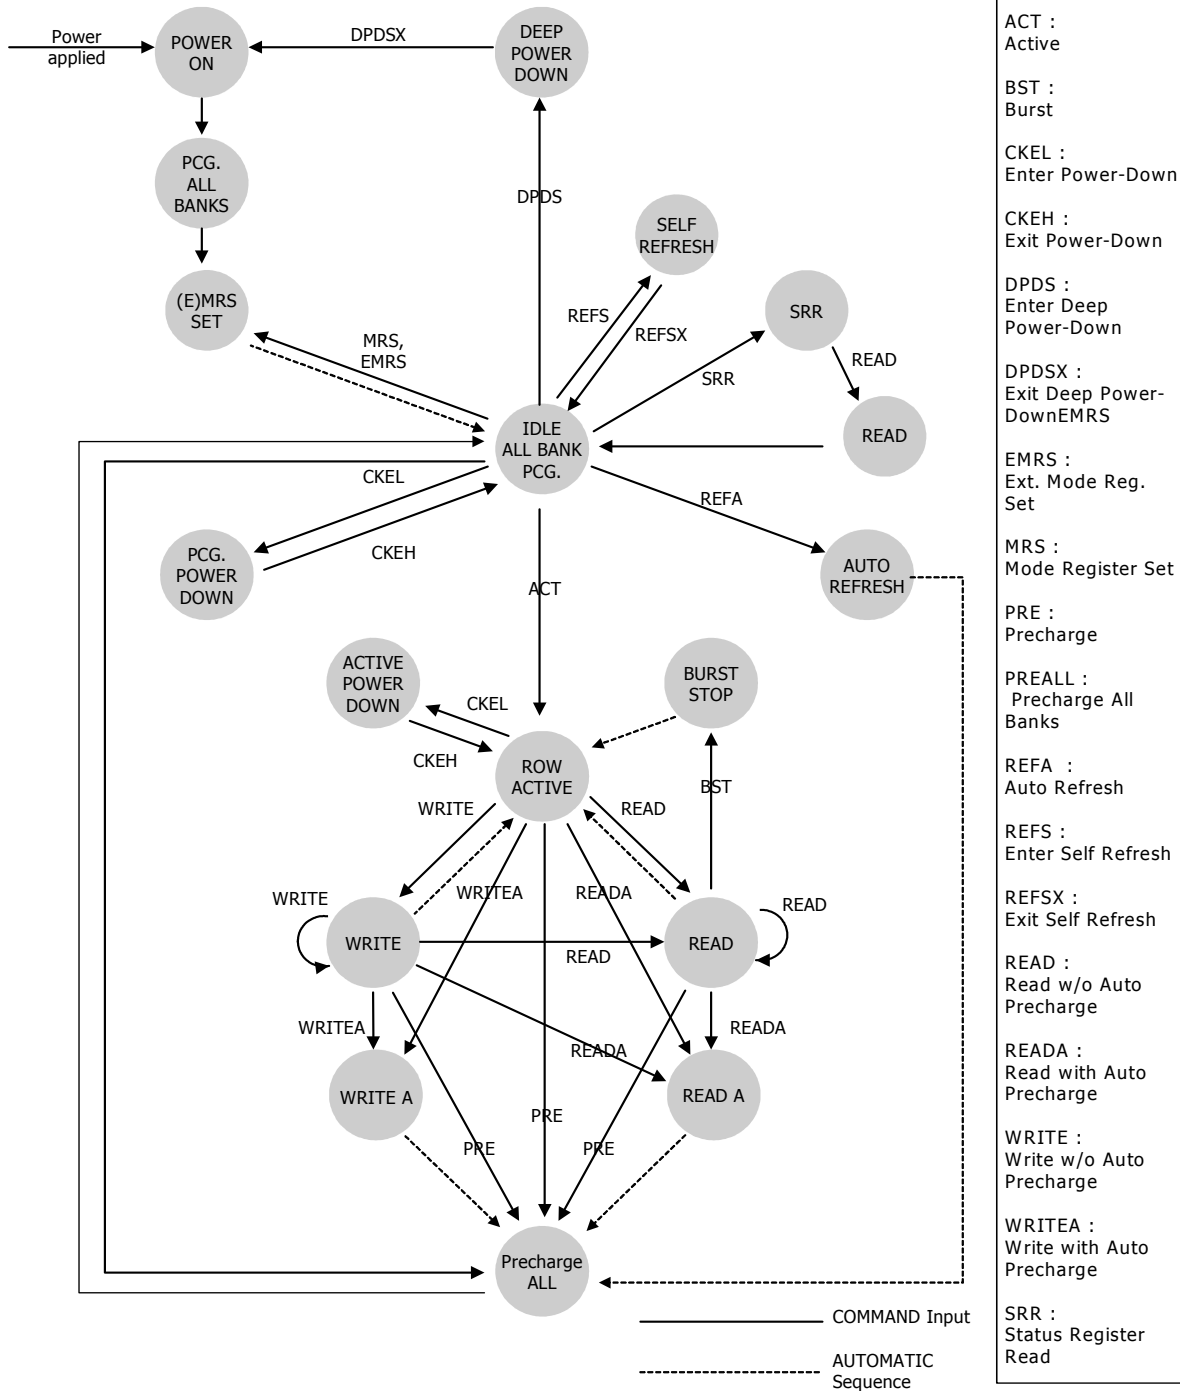 Power
applied
POWER
ON
DPDSX
DEEP
POWER
DOWN
PCG.
ALL
BANKS
DPDS
SELF
REFRESH
(E)MRS
SET
MRS,
EMRS
REFS
REFSX
SRR
SRR
READ
READ
IDLE
ALL BANK
PCG.
CKEL
CKEH
REFA
PCG.
POWER
DOWN
AUTO
REFRESH
ACT
ACTIVE
POWER
DOWN
CKEL
CKEH
BURST
STOP
ROW
ACTIVE
BST
WRITE
READ
WRITE
WRITEA
READA
READ
WRITE
READ
READ
WRITEA
READA
READA
WRITE A
READ A
PRE
PRE
PRE
Precharge
ALL
COMMAND Input
AUTOMATIC
Sequence
ACT :
Active
BST :
Burst
CKEL :
Enter Power-Down
CKEH :
Exit Power-Down
DPDS :
Enter Deep
Power-Down
DPDSX :
Exit Deep Power-
DownEMRS
EMRS :
Ext. Mode Reg.
Set
MRS :
Mode Register Set
PRE :
Precharge
PREALL :
Precharge All
Banks
REFA :
Auto Refresh
REFS :
Enter Self Refresh
REFSX :
Exit Self Refresh
READ :
Read w/o Auto
Precharge
READA :
Read with Auto
Precharge
WRITE :
Write w/o Auto
Precharge
WRITEA :
Write with Auto
Precharge
SRR :
Status Register
Read